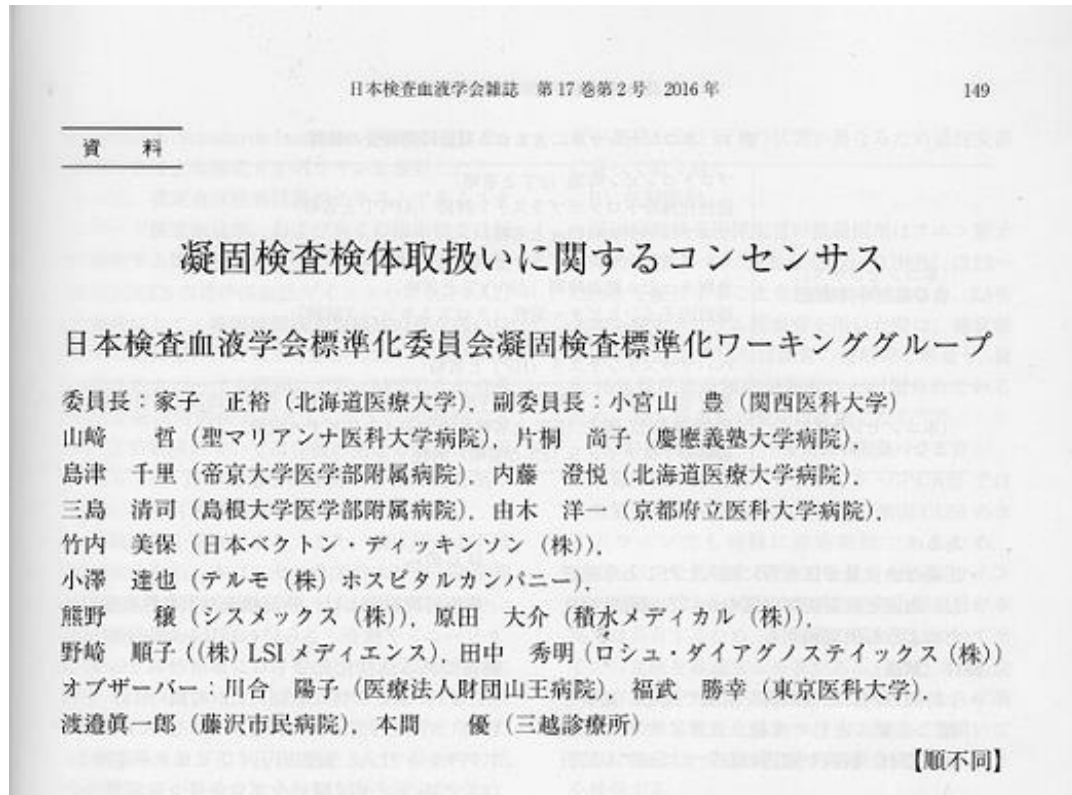 日本検査血液学会雑誌 第17巻第2号 2016年 149
資 料
凝固検査検体取扱いに関するコンセンサス
日本検査血液学会標準化委員会凝固検査標準化ワーキンググループ
委員長：家子 正裕（北海道医療大学），副委員長：小宮山 豊（関西医科大学）
山﨑 哲（聖マリアンナ医科大学病院），片桐 尚子（慶應義塾大学病院），
島津 千里（帝京大学医学部附属病院），内藤 澄悦（北海道医療大学病院），
三島 清司（島根大学医学部附属病院），由木 洋一（京都府立医科大学病院），
竹内 美保（日本ベクトン・ディッキンソン（株）），
小澤 達也（テルモ（株）ホスピタルカンパニー），
熊野 穣（シスメックス（株）），原田 大介（積水メディカル（株）），
野﨑 順子（(株) LSIメディエンス），田中 秀明（ロシュ・ダイアグノスティックス（株））
オブザーバー 川合 陽子（医療法人財団山王病院），福武 勝幸（東京医科大学），
渡邉眞一郎（藤沢市民病院），本間 優（三越診療所）
【順不同】